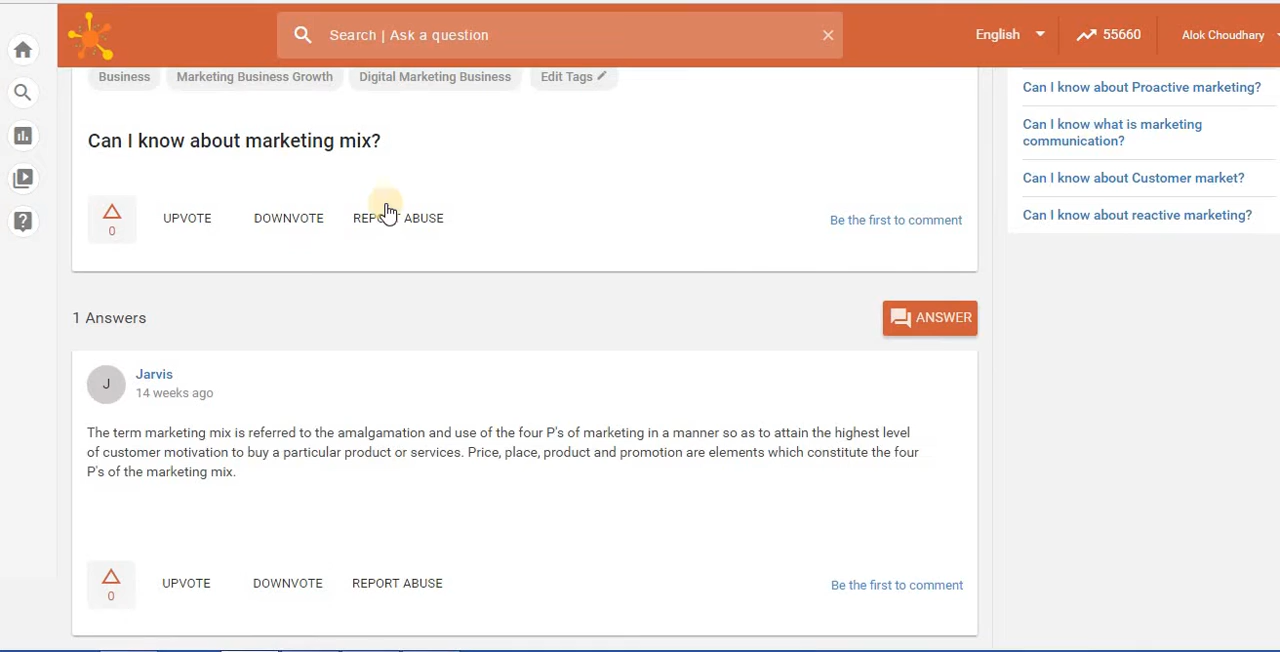 Search | Ask a question
English
55660
Alok Choudhary
Business
Marketing Business Growth
Digital Marketing Business
Edit Tags
Can I know about marketing mix?
0
UPVOTE
DOWNVOTE
REPORT ABUSE
Be the first to comment
1 Answers
ANSWER
J
Jarvis
14 weeks ago
The term marketing mix is referred to the amalgamation and use of the four P's of marketing in a manner so as to attain the highest level
of customer motivation to buy a particular product or services. Price, place, product and promotion are elements which constitute the four
P's of the marketing mix.
0
UPVOTE
DOWNVOTE
REPORT ABUSE
Be the first to comment
Can I know about Proactive marketing?
Can I know what is marketing
communication?
Can I know about Customer market?
Can I know about reactive marketing?